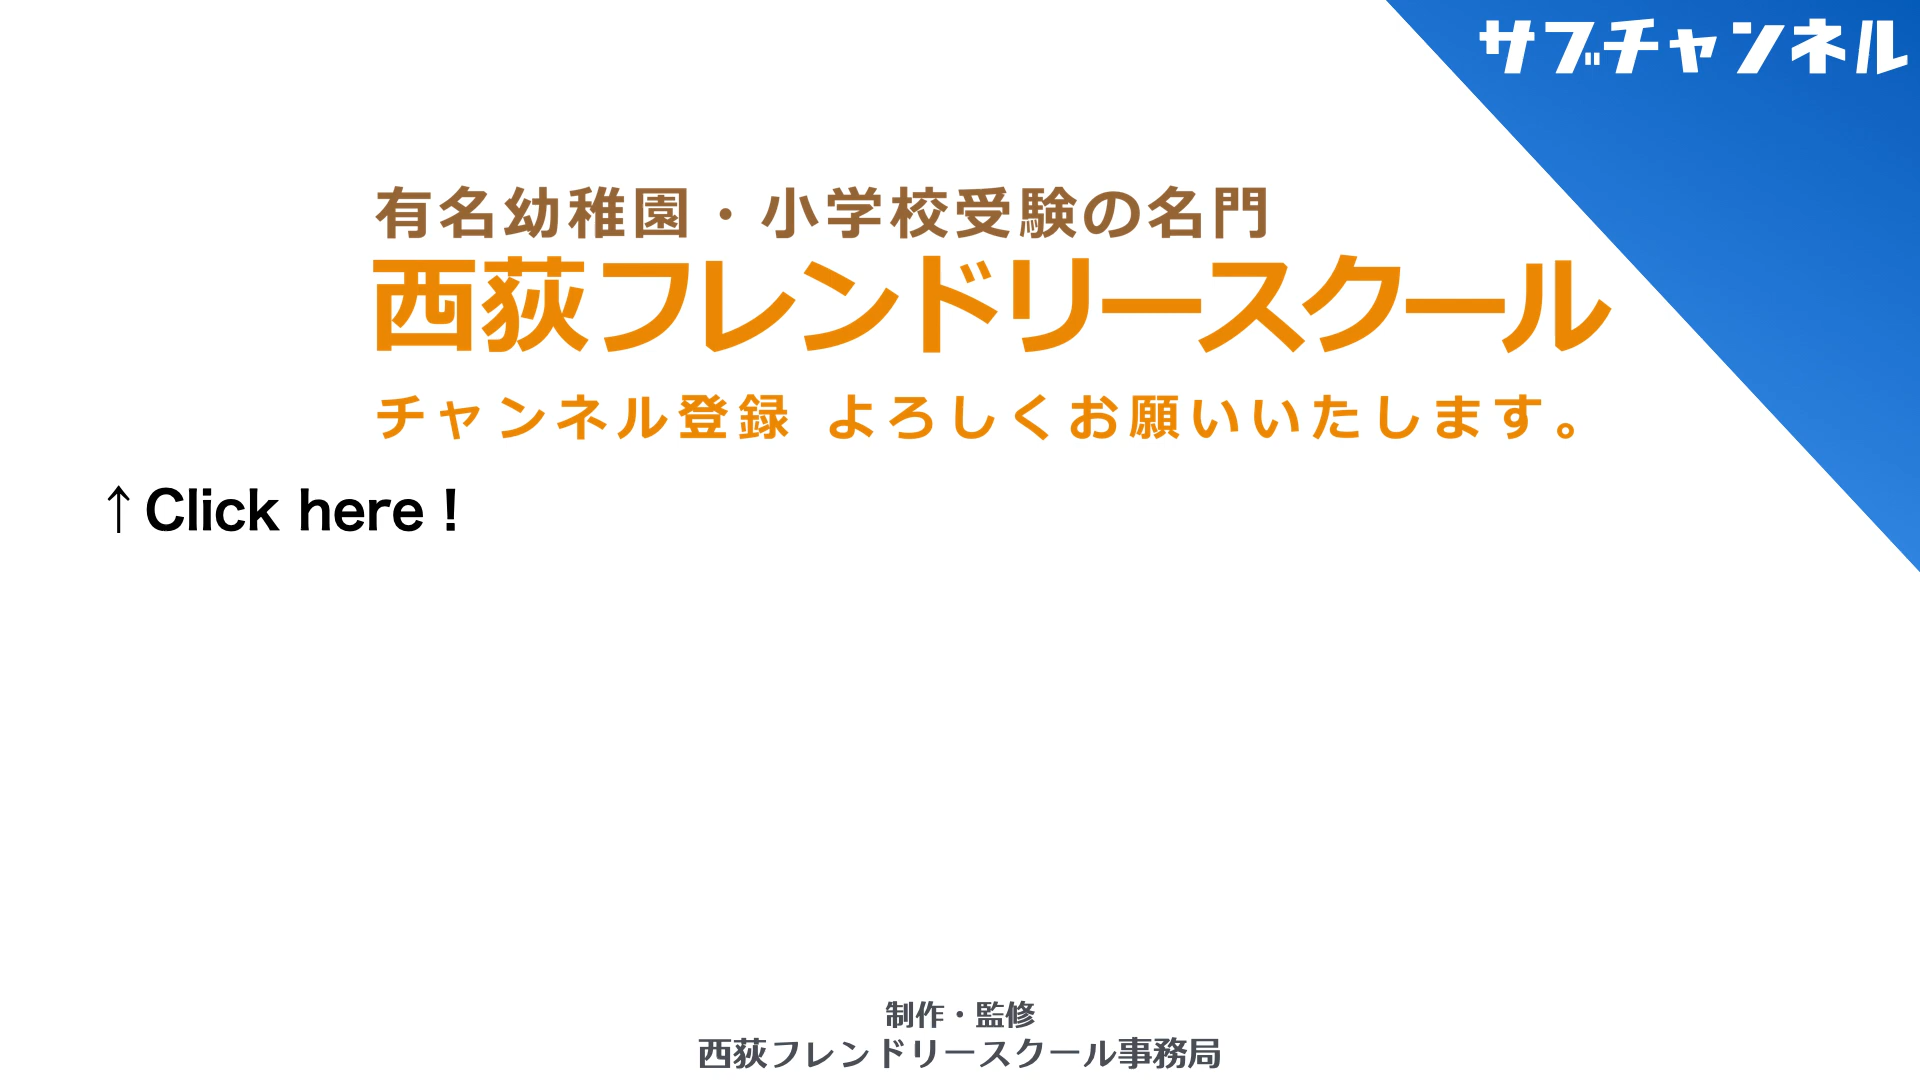 サブチャンネル
有名幼稚園・小学校受験の名門
西荻フレンドリースクール
チャンネル登録 よろしくお願いいたします。
↑Click here !
制作・監修
西荻フレンドリースクール事務局